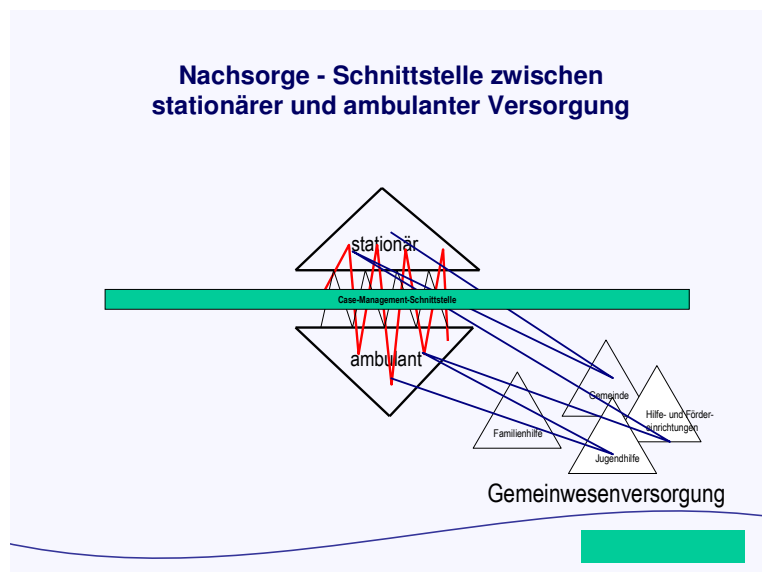 Nachsorge - Schnittstelle zwischen
stationärer und ambulanter Versorgung
stationär
Case-Management-Schnittstelle
ambulant
Gemeinde
Hilfe- und Förder-
einrichtungen
Familienhilfe
Jugendhilfe
Gemeinwesenversorgung